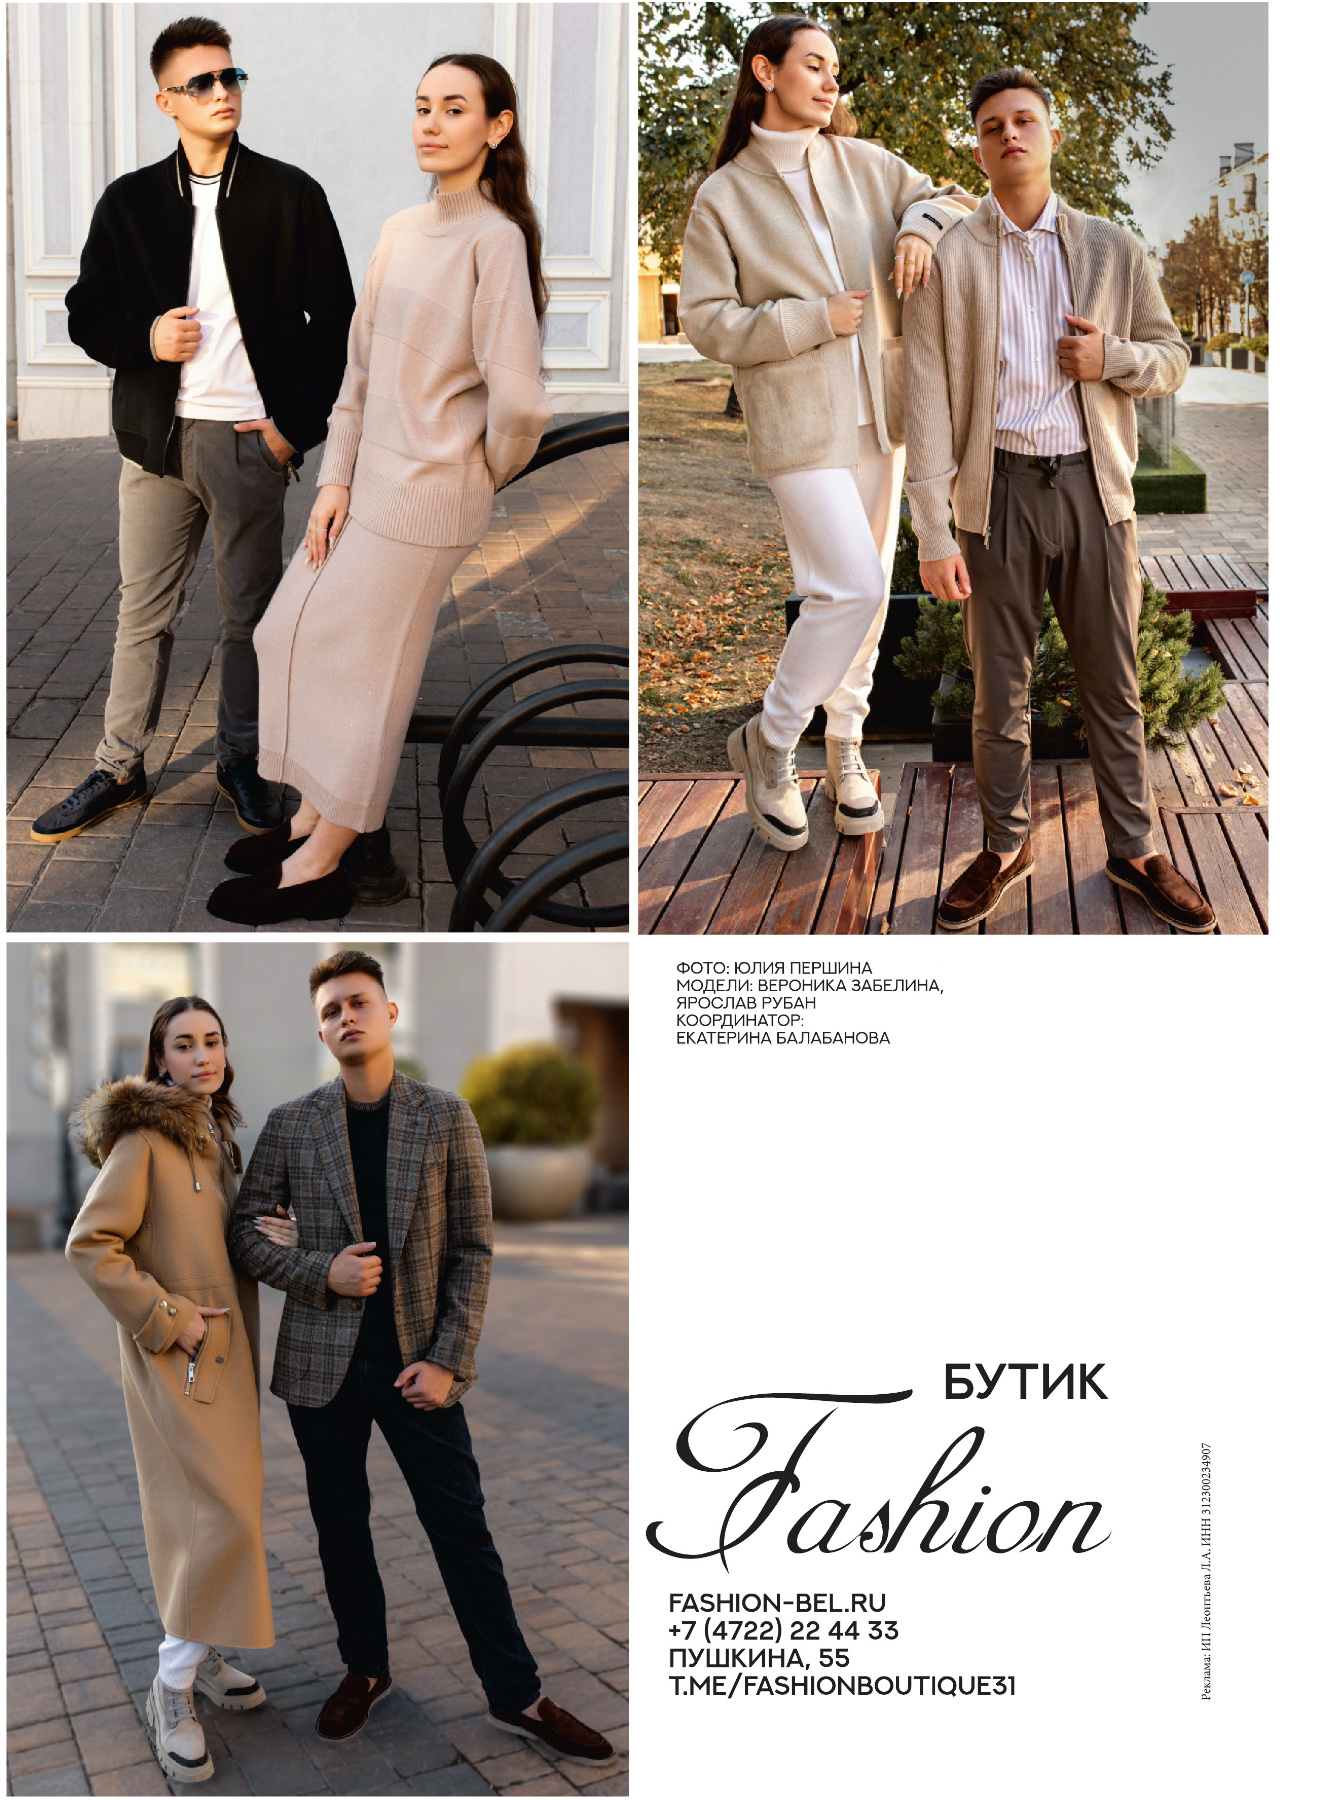 ФОТО: ЮЛИЯ ПЕРШИНА
МОДЕЛИ: ВЕРОНИКА ЗАБЕЛИНА,
ЯРОСЛАВ РУБАН
КООРДИНАТОР:
ЕКАТЕРИНА БАЛАБАНОВА
БУТИК
Fashion
FASHION-BEL.RU
+7 (4722) 22 44 33
ПУШКИНА, 55
T.ME/FASHIONBOUTIQUE31
Реклама: ИП Леонтьева Л.А. ИНН 312300234907